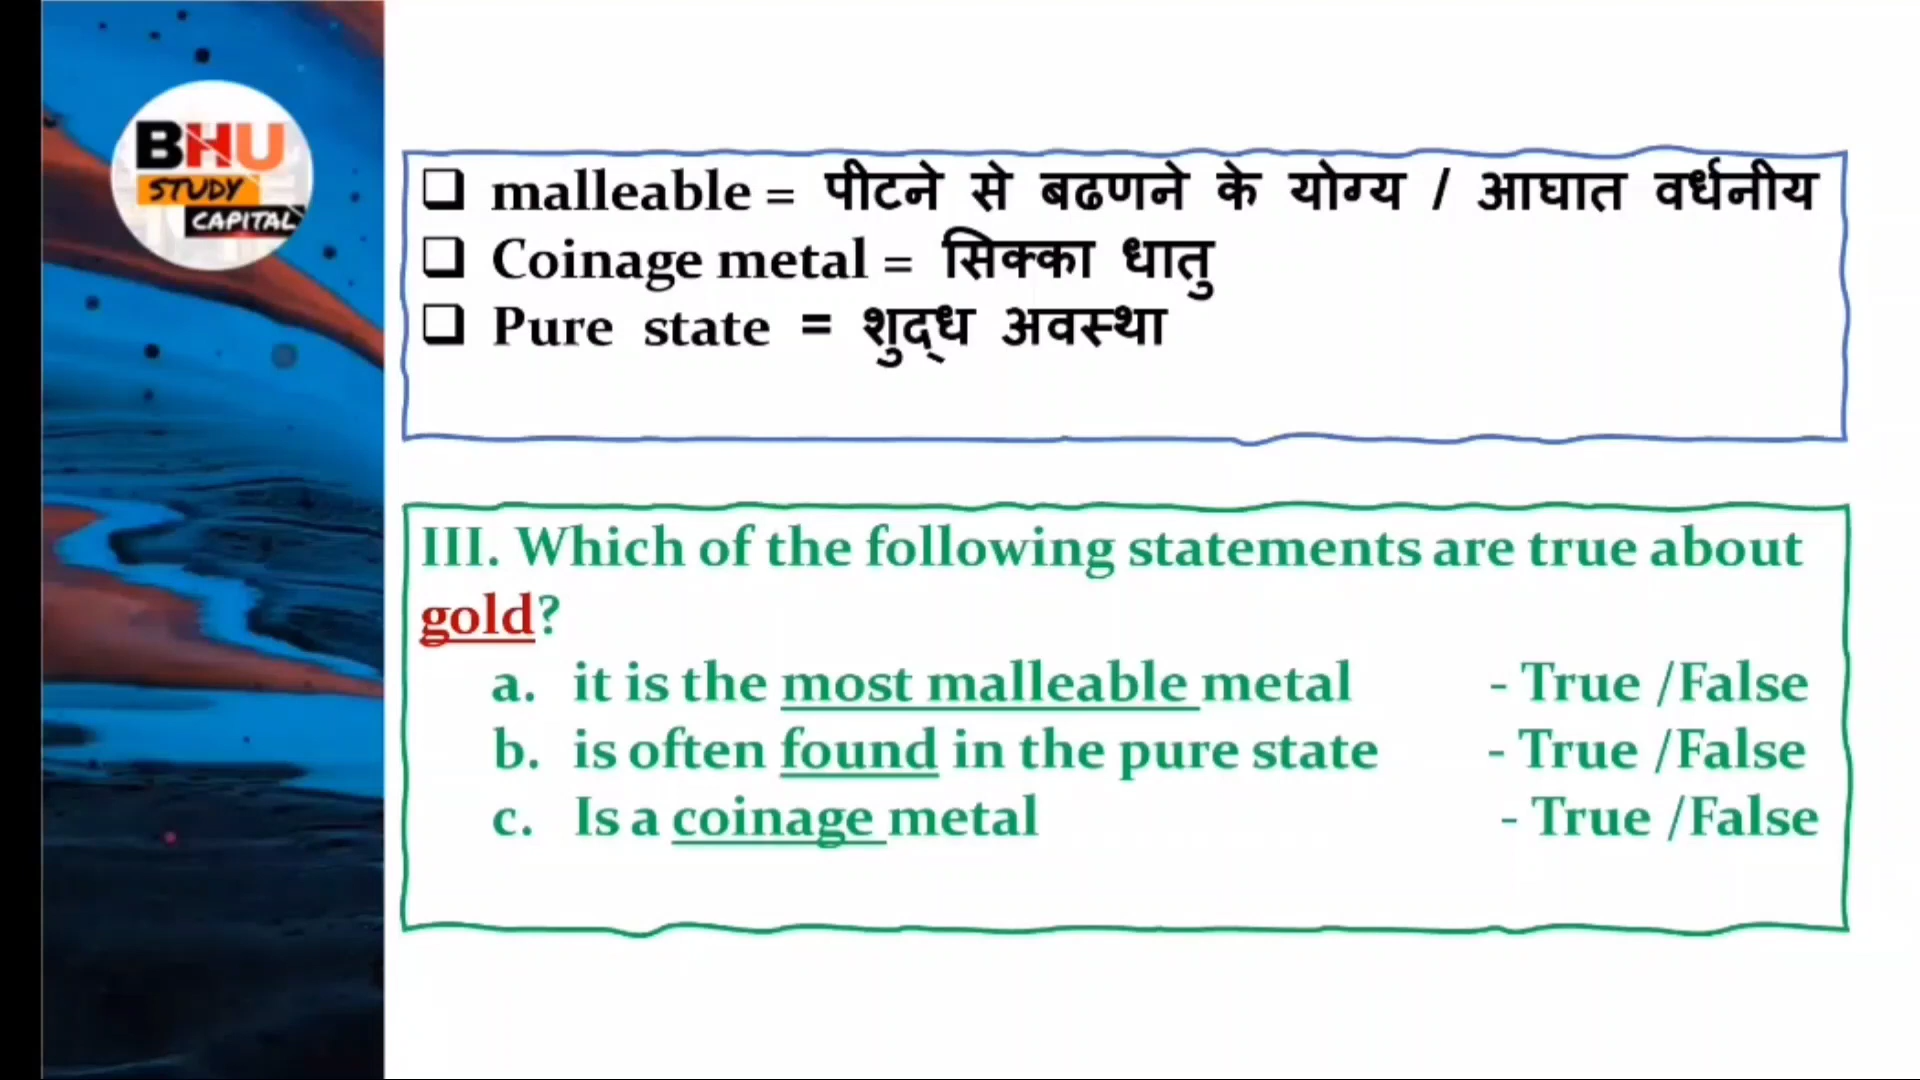 BHU
STUDY
CAPITAL
❑ malleable = पीटने से बढणने के योग्य / आघात वर्धनीय
❑ Coinage metal = सिक्का धातु
❑ Pure state = शुद्ध अवस्था
III. Which of the following statements are true about
gold?
a. it is the most malleable metal - True /False
b. is often found in the pure state - True /False
c. Is a coinage metal - True /False